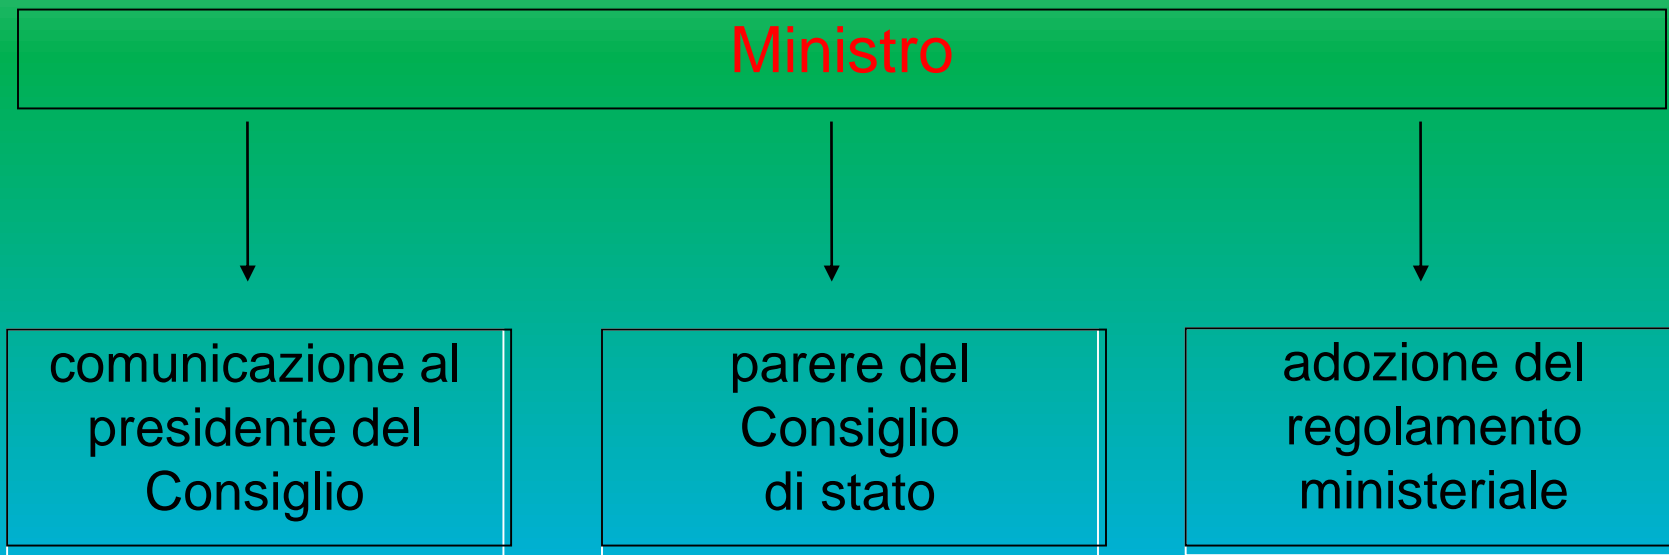 Ministro
comunicazione al
presidente del
Consiglio
parere del
Consiglio
di stato
adozione del
regolamento
ministeriale